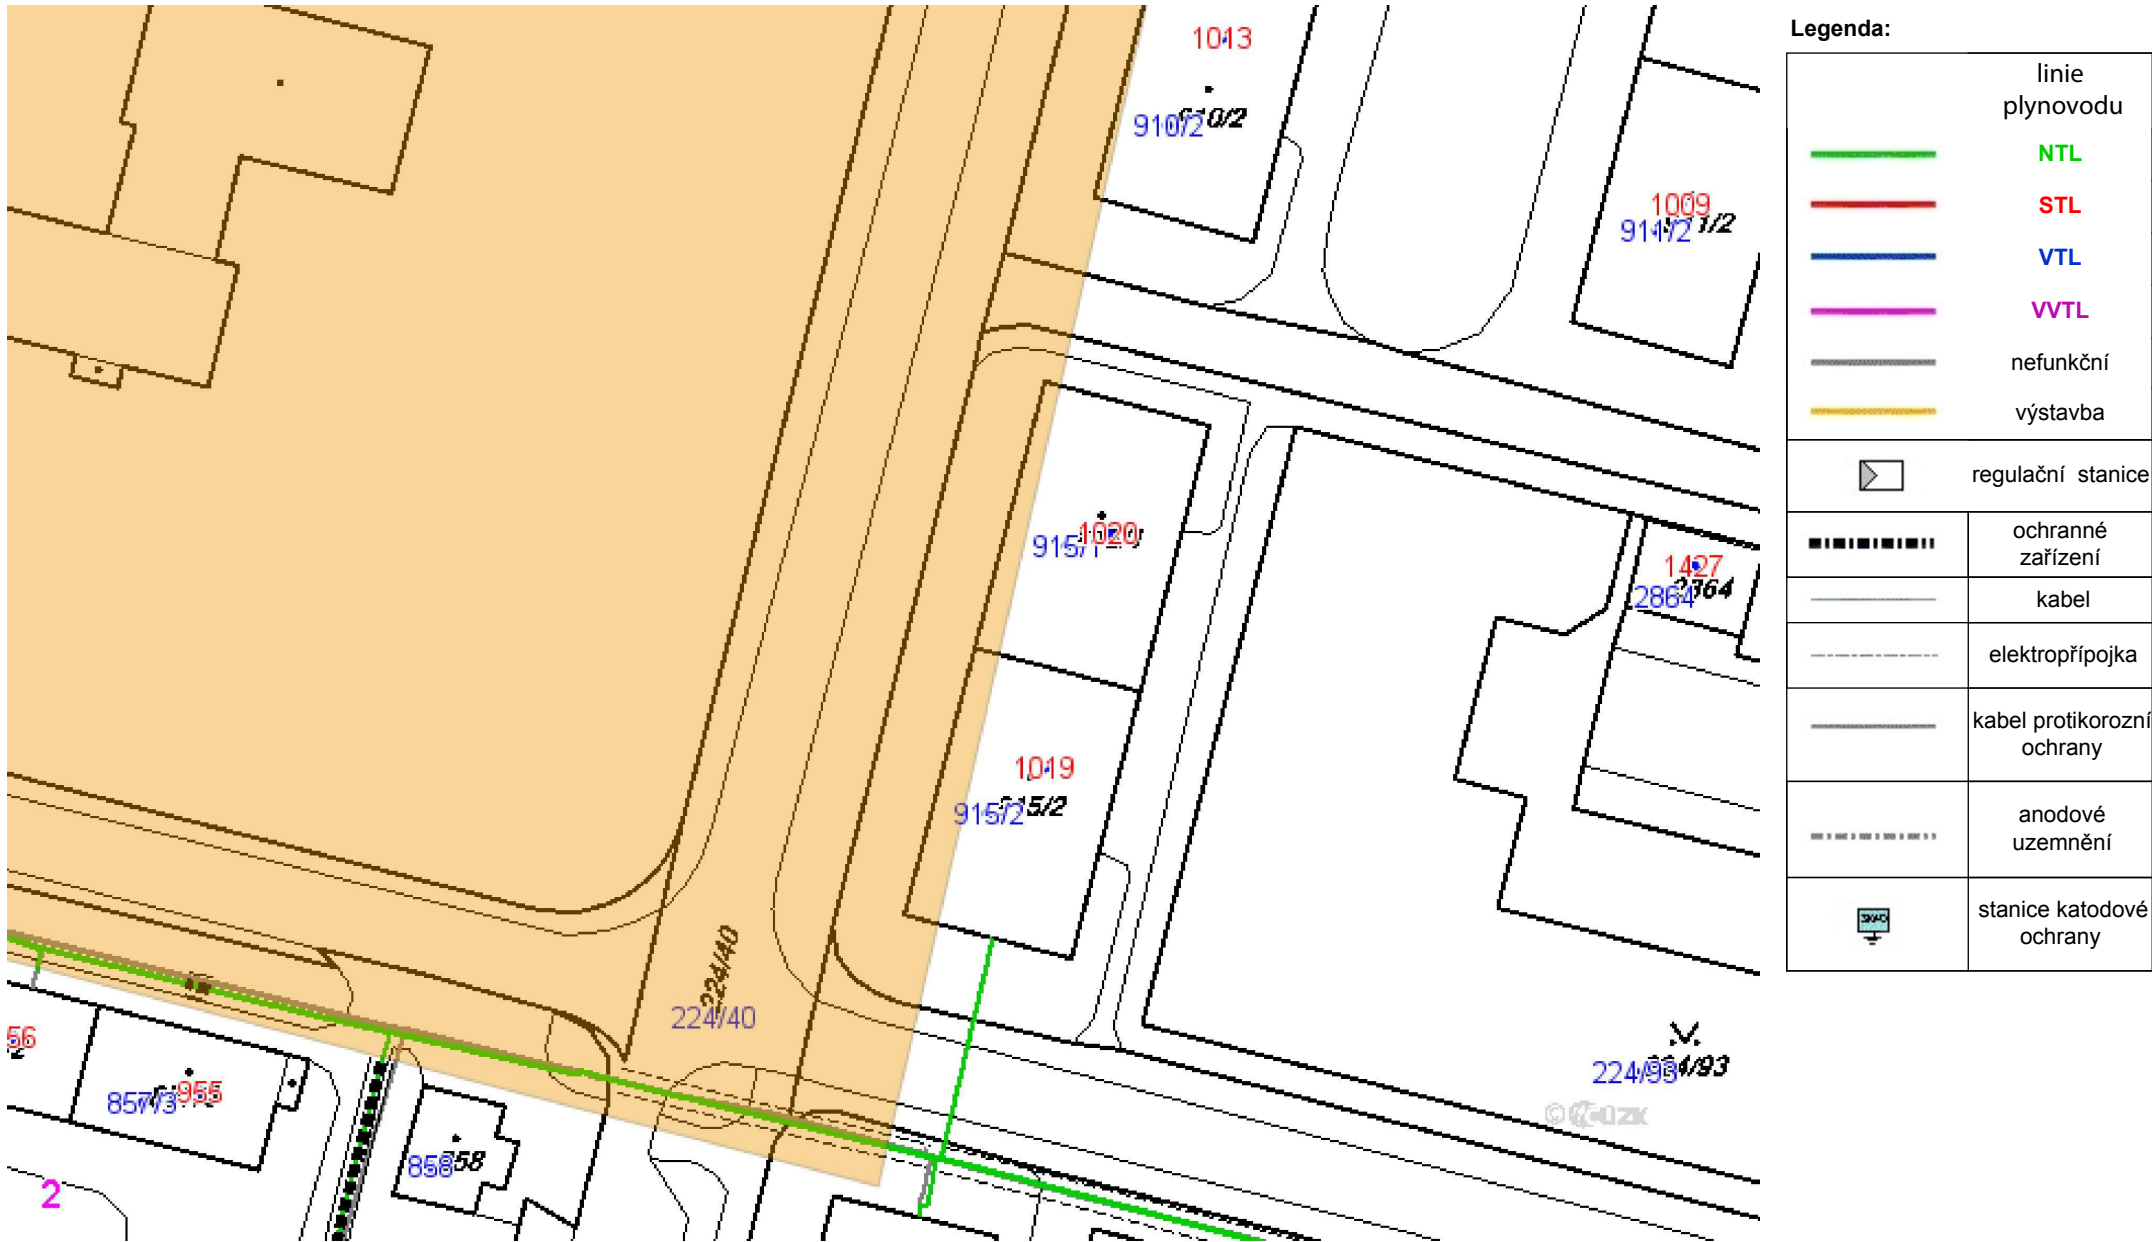 1013
910/2
1009
911/2
1020
915/1
1427
2864
1019
915/2
224/40
224/40
56
955
857/3
858
2
224/93
Legenda:
linie
plynovodu
NTL
STL
VTL
VVTL
nefunkční
výstavba
regulační stanice
ochranné
zařízení
kabel
elektropřípojka
kabel protikorozní
ochrany
anodové
uzemnění
stanice katodové
ochrany